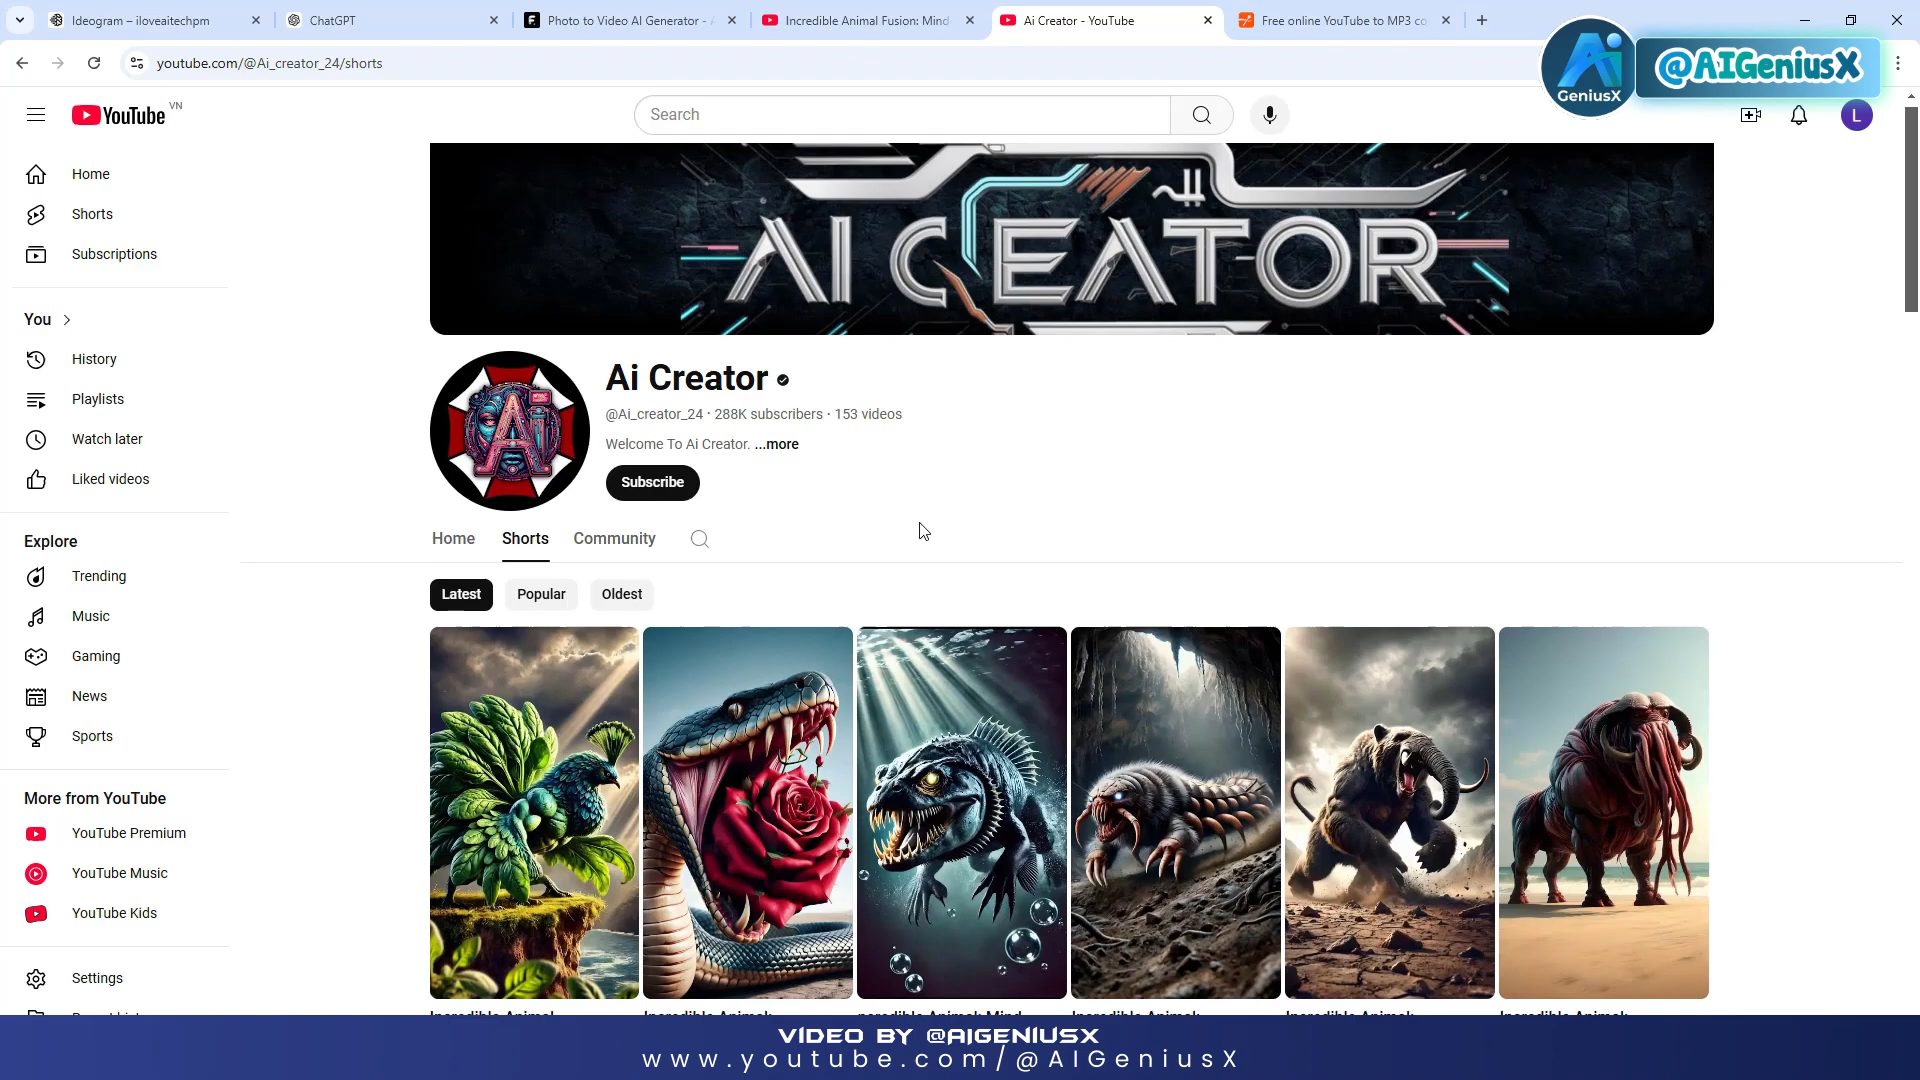 Ideogram – iloveaitechpm
ChatGPT
Photo to Video AI Generator - A
Incredible Animal Fusion: Mind
Ai Creator - YouTube
Free online YouTube to MP3 co
youtube.com/@Ai_creator_24/shorts
Ai
GeniusX
@AIGeniusX
YouTube VN
Search
L
Home
Shorts
Subscriptions
You
History
Playlists
Watch later
Liked videos
Explore
Trending
Music
Gaming
News
Sports
More from YouTube
YouTube Premium
YouTube Music
YouTube Kids
Settings
AI CREATOR
Ai
Ai Creator
@Ai_creator_24 · 288K subscribers · 153 videos
Welcome To Ai Creator. ...more
Subscribe
Home Shorts Community
Latest Popular Oldest
VIDEO BY @AIGENIUSX
www.youtube.com/@AIGeniusX